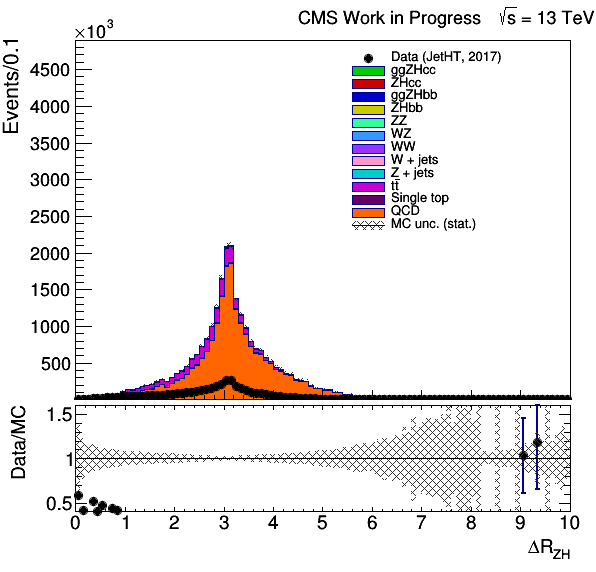 CMS Work in Progress √s = 13 TeV
×10³
Events/0.1
4500
4000
3500
3000
2500
2000
1500
1000
500
Data (JetHT, 2017)
ggZHcc
ZHcc
ggZHbb
ZHbb
ZZ
WZ
WW
W + jets
Z + jets
tt̄
Single top
QCD
MC unc. (stat.)
Data/MC
1.5
1
0.5
0 1 2 3 4 5 6 7 8 9 10
ΔR_ZH